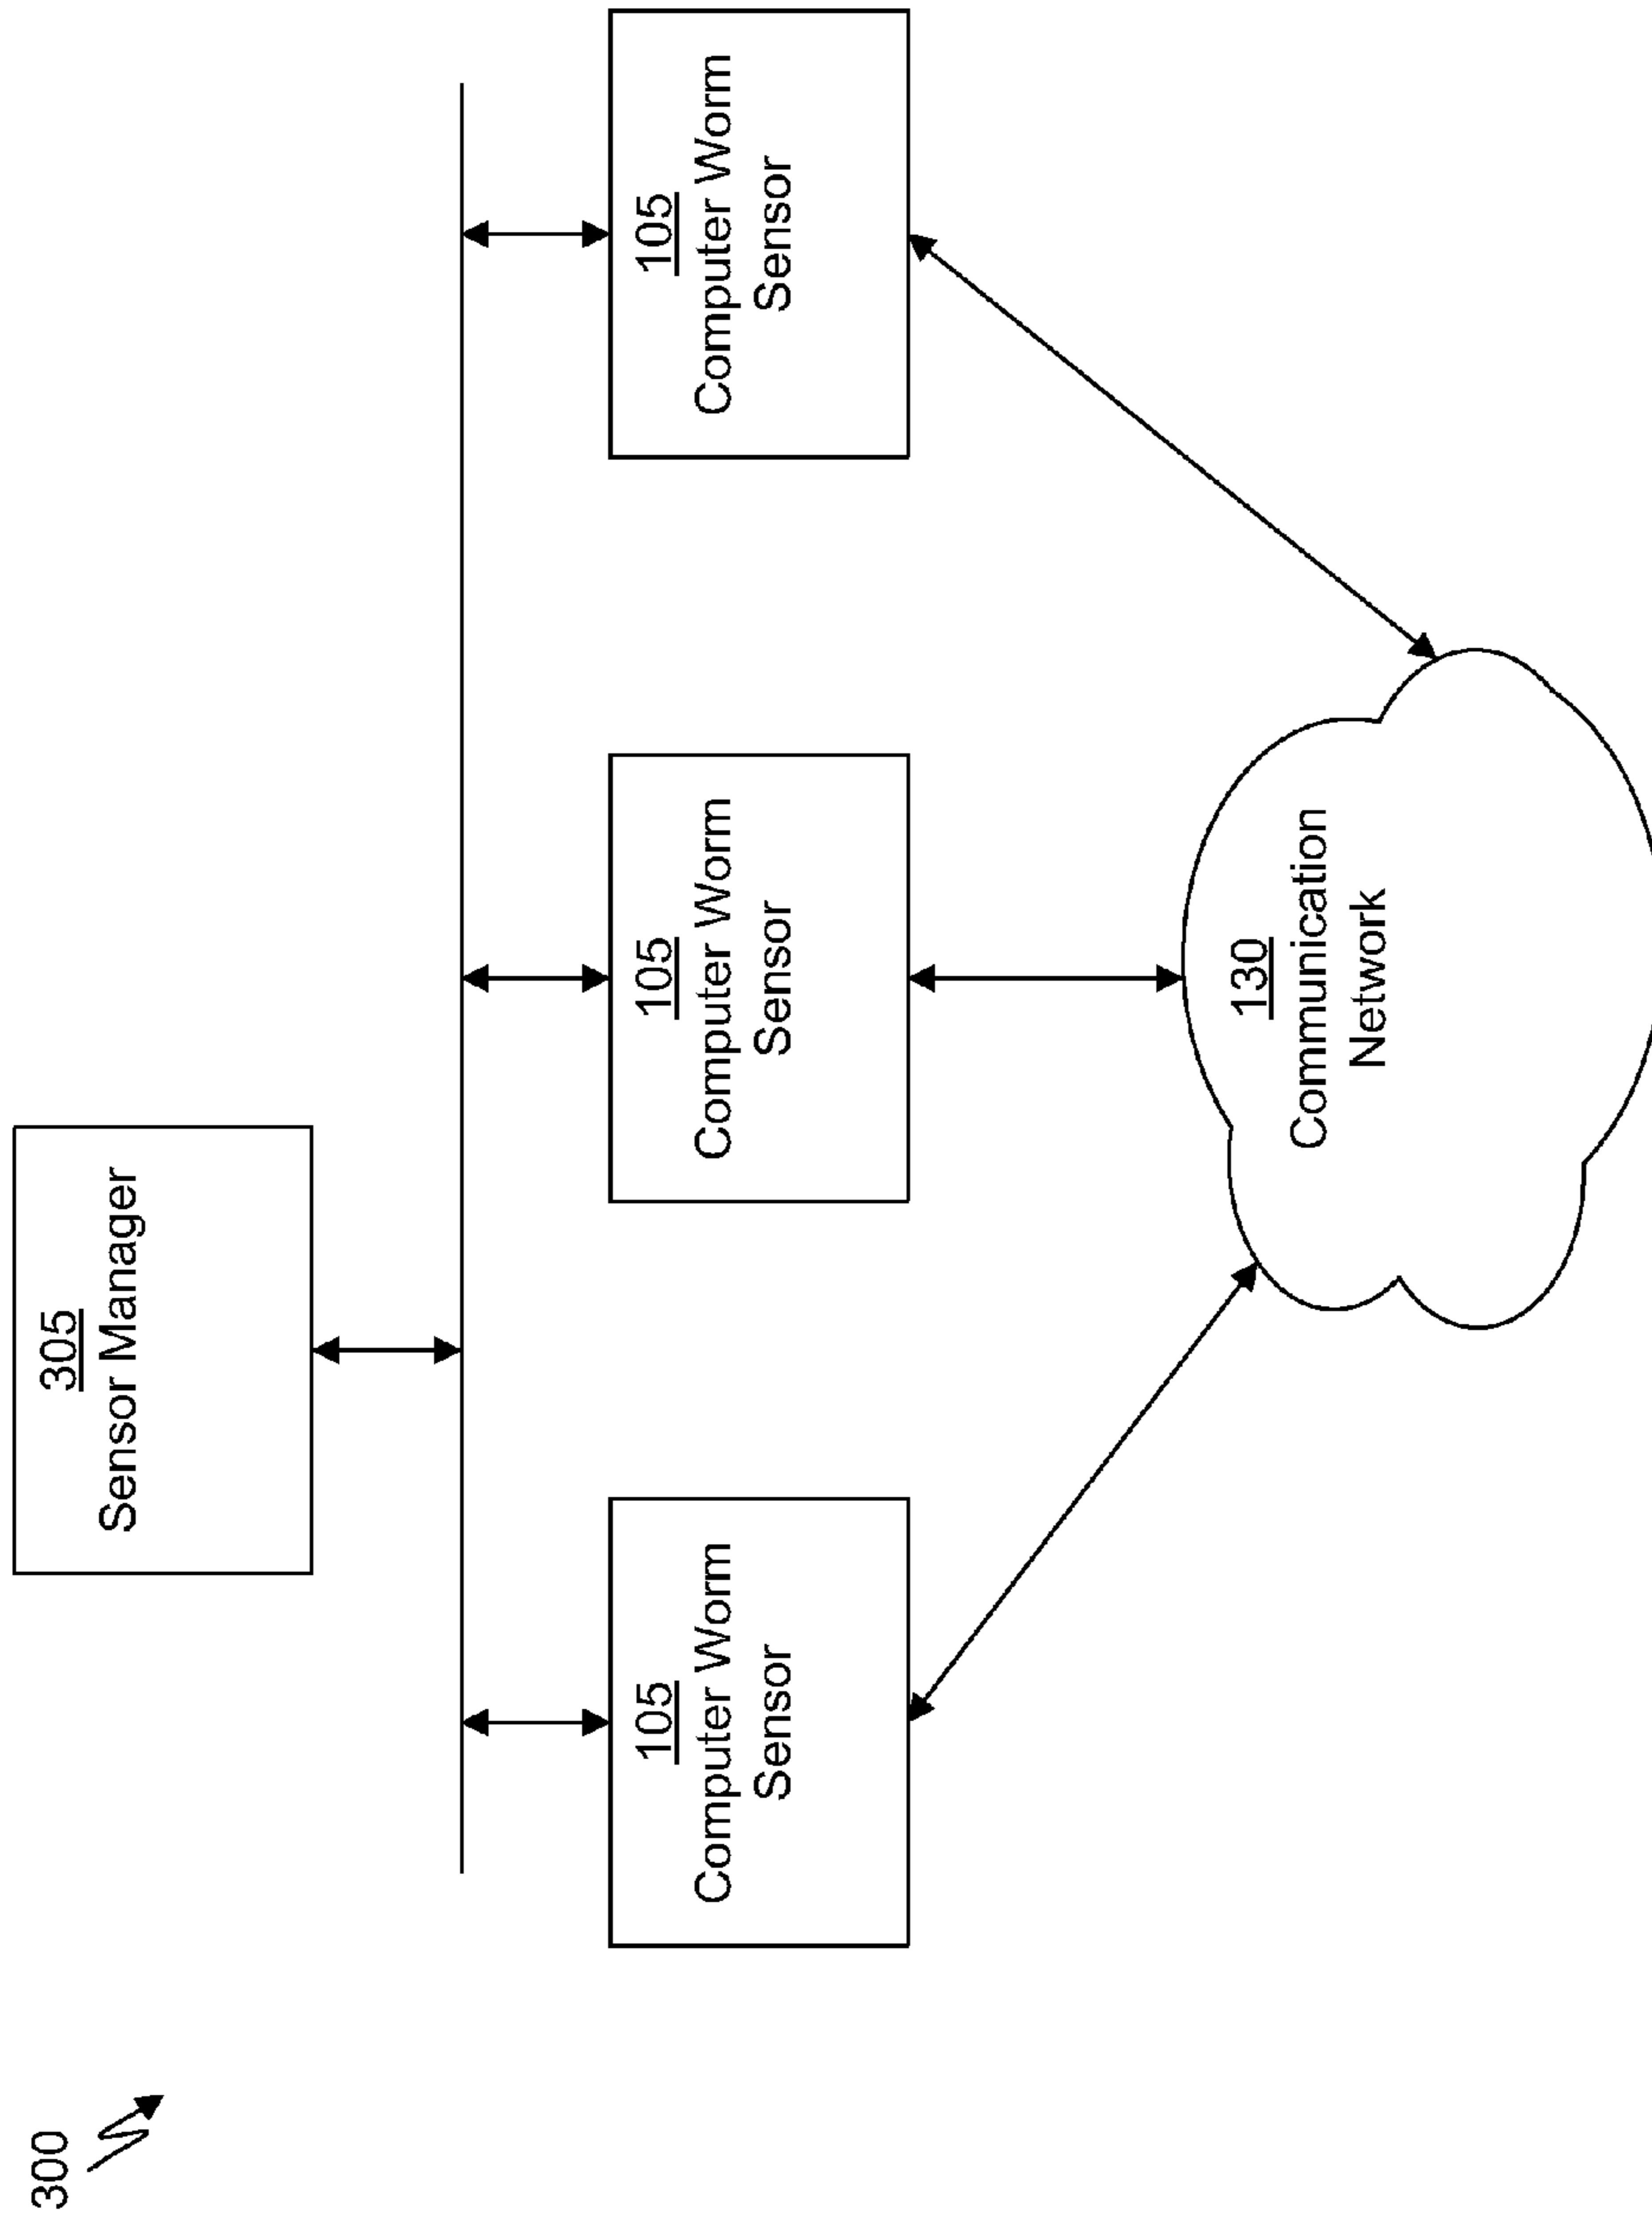 300
305
Sensor Manager
105
Computer Worm
Sensor
105
Computer Worm
Sensor
105
Computer Worm
Sensor
130
Communication
Network